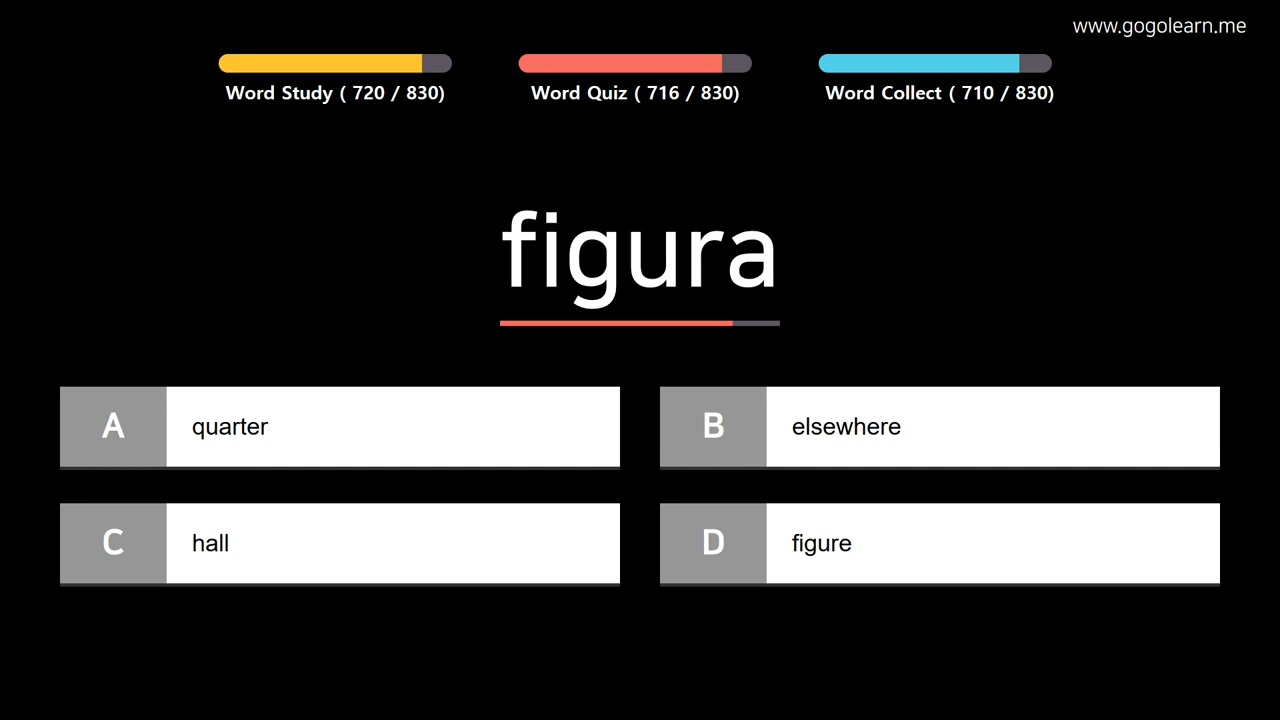 www.gogolearn.me
Word Study ( 720 / 830)
Word Quiz ( 716 / 830)
Word Collect ( 710 / 830)
figura
A quarter
B elsewhere
C hall
D figure